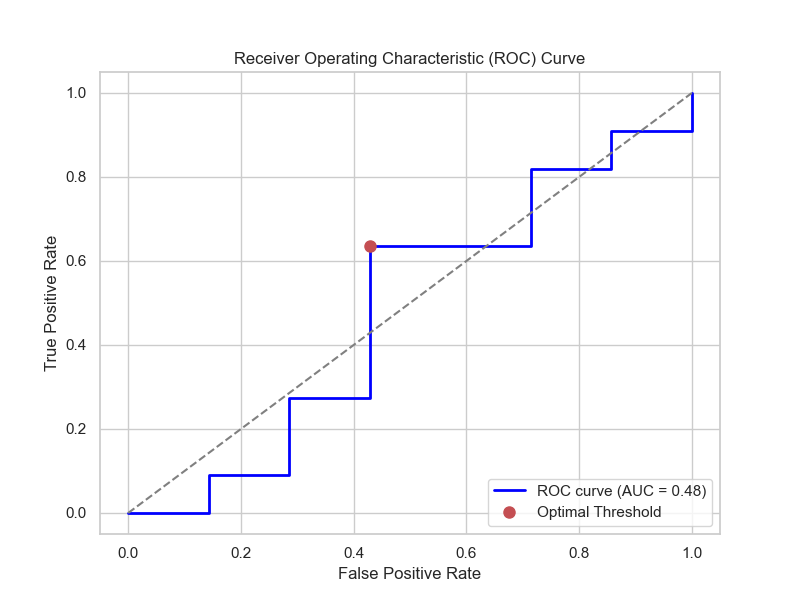 Receiver Operating Characteristic (ROC) Curve
1.0
0.8
0.6
0.4
0.2
0.0
True Positive Rate
0.0 0.2 0.4 0.6 0.8 1.0
False Positive Rate
ROC curve (AUC = 0.48)
Optimal Threshold